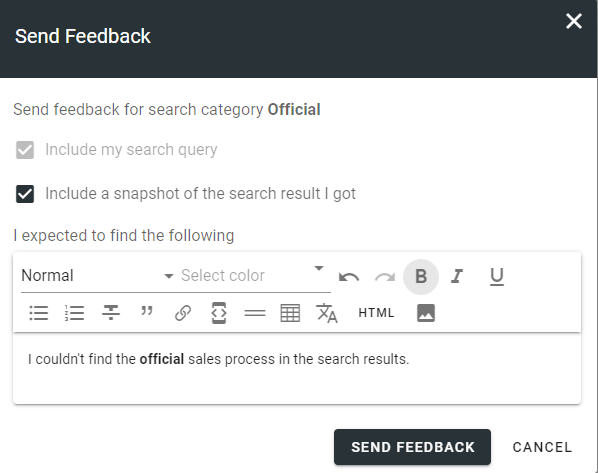 Send Feedback
Send feedback for search category Official
Include my search query
Include a snapshot of the search result I got
I expected to find the following
Normal Select color B I U
HTML
I couldn't find the official sales process in the search results.
SEND FEEDBACK CANCEL